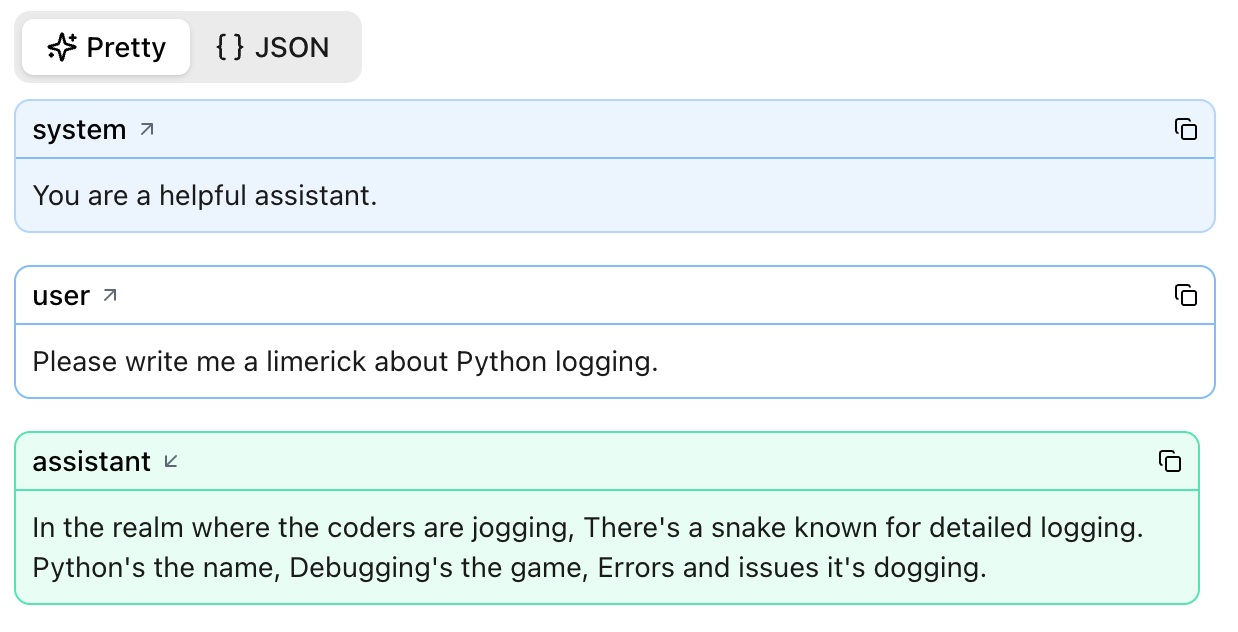 Pretty
{ } JSON
system
You are a helpful assistant.
user
Please write me a limerick about Python logging.
assistant
In the realm where the coders are jogging, There's a snake known for detailed logging.
Python's the name, Debugging's the game, Errors and issues it's dogging.